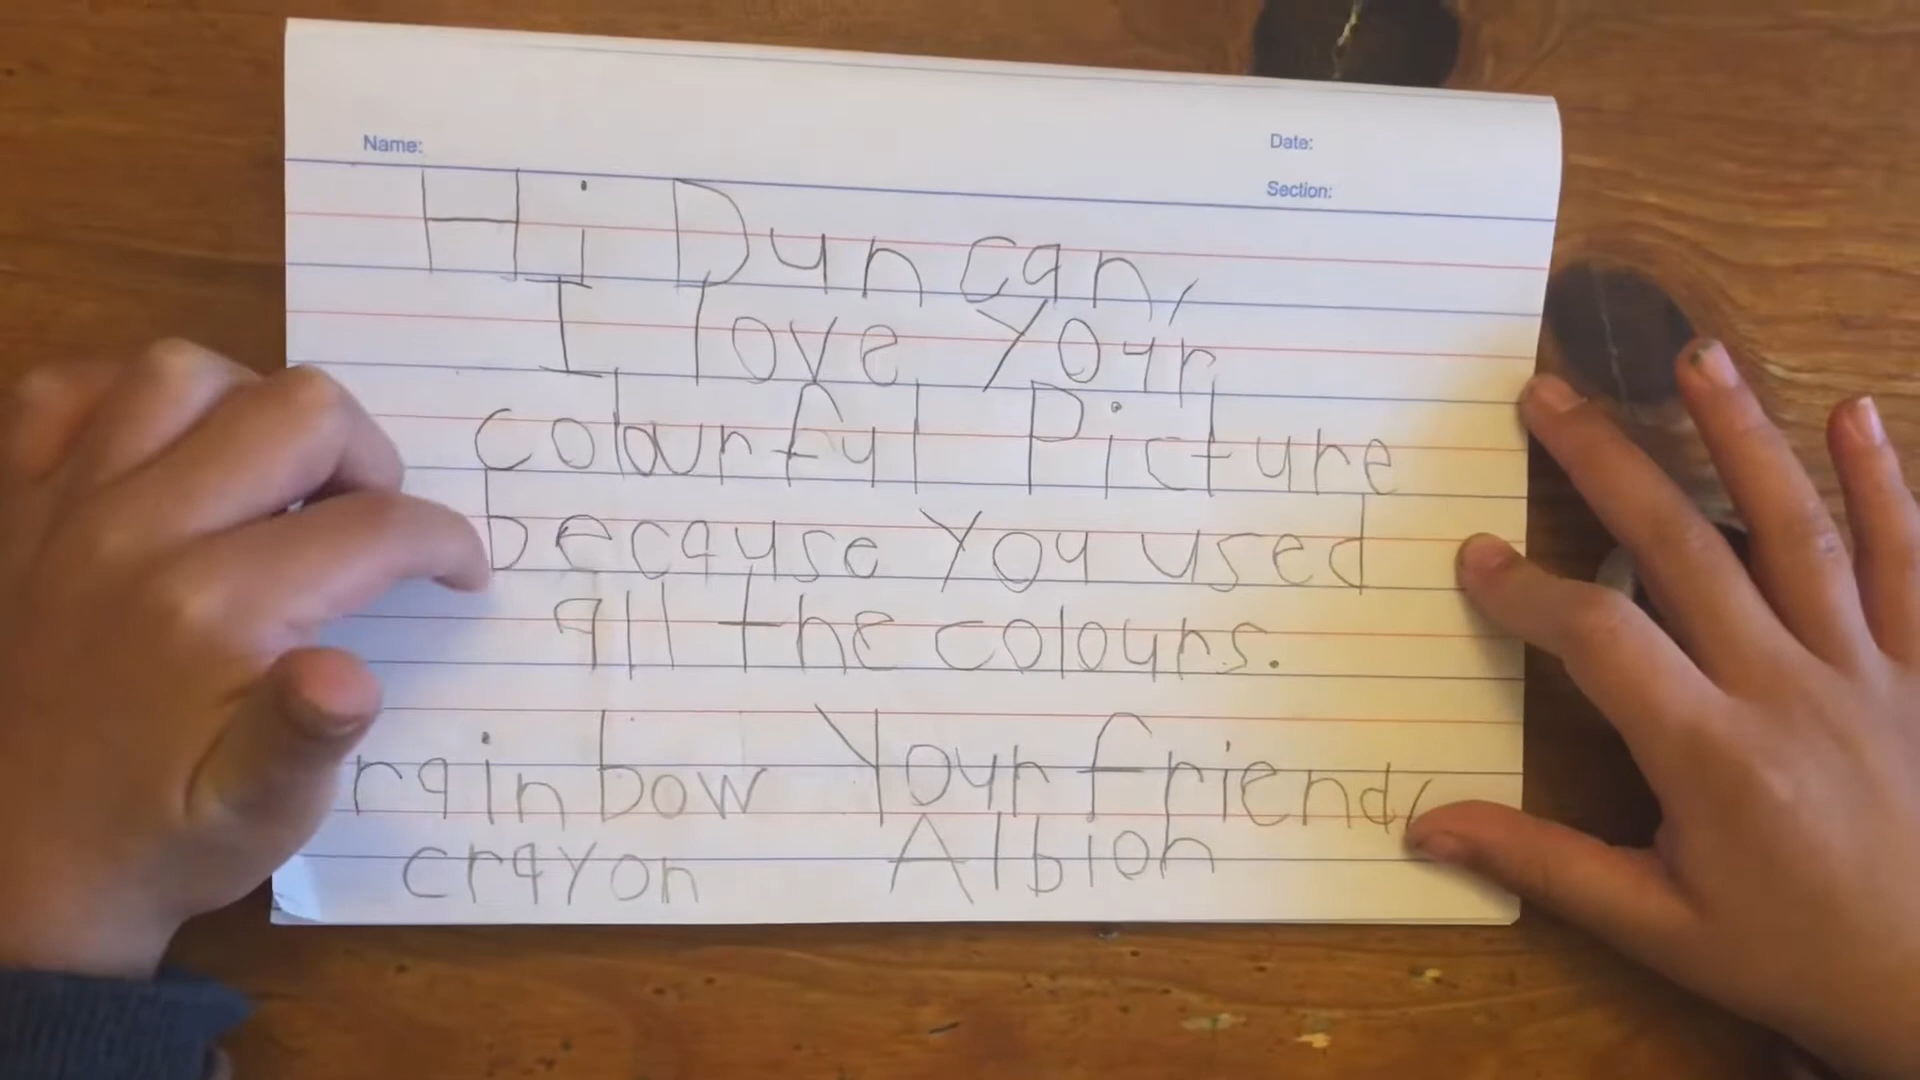 Name:
Date:
Section:
Hi Duncan,
I love Your
colourful Picture
because You used
all the colours.
rainbow Your friend,
crayon Albion